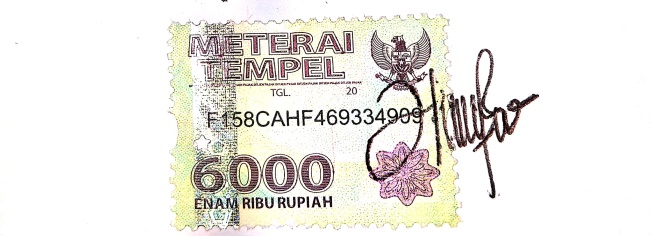 METERAI
TEMPEL
TGL. 20
F158CAHF469334909
6000
ENAM RIBU RUPIAH